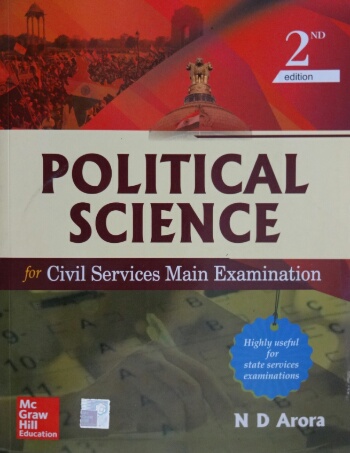 2ND
edition
POLITICAL
SCIENCE
for Civil Services Main Examination
Highly useful
for
state services
examinations
Mc
Graw
Hill
Education
N D Arora